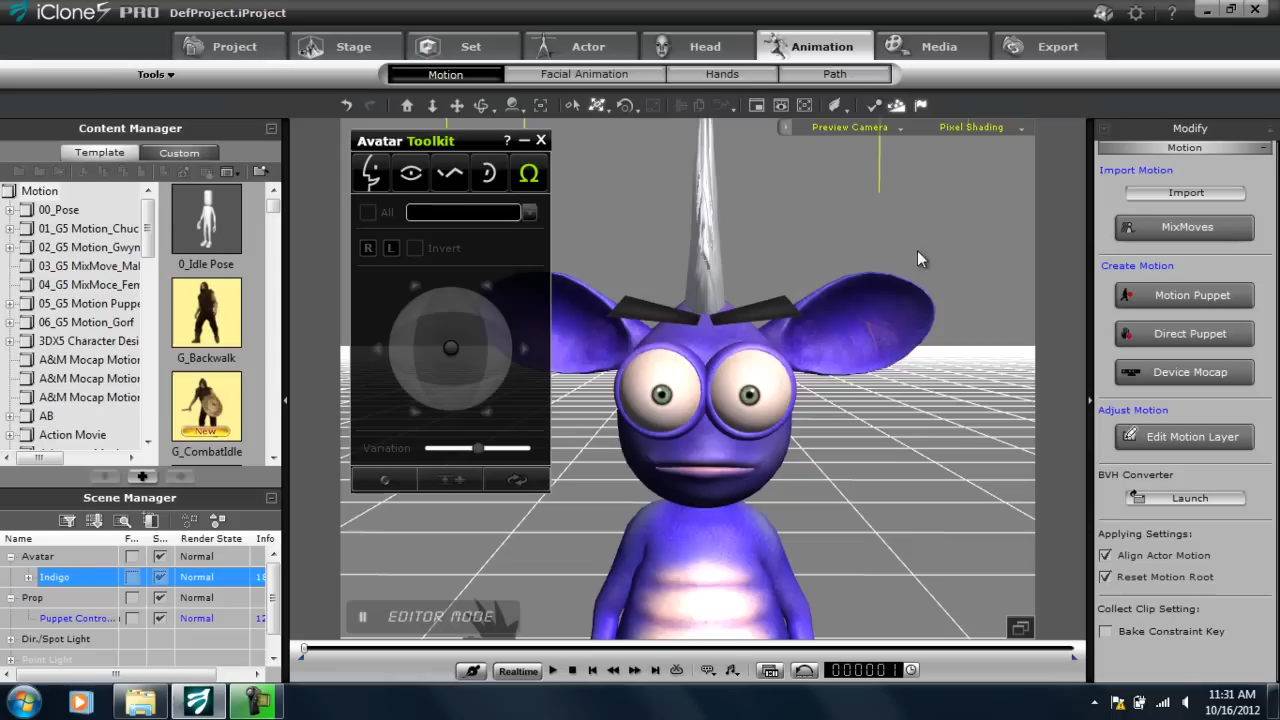 iClone5 PRO DefProject.iProject
Project Stage Set Actor Head Animation Media Export
Tools Motion Facial Animation Hands Path
Content Manager
Template Custom
Motion
00_Pose
01_G5 Motion_Chuc
02_G5 Motion_Gwyn
03_G5 MixMove_Mal
04_G5 MixMoce_Fem
05_G5 Motion Puppe
06_G5 Motion_Gorf
3DX5 Character Desi
A&M Mocap Motion
A&M Mocap Motion
A&M Mocap Motion
AB
Action Movie
0_Idle Pose
G_Backwalk
New
G_CombatIdle
Scene Manager
Name F... S... Render State Info
Avatar Normal
Indigo Normal 18
Prop Normal
Puppet Contro... Normal 12
Dir./Spot Light
Point Light
Avatar Toolkit ?
All
R L Invert
Variation
Preview Camera Pixel Shading
EDITOR MODE
Realtime 000001
Modify
Motion
Import Motion
Import
MixMoves
Create Motion
Motion Puppet
Direct Puppet
Device Mocap
Adjust Motion
Edit Motion Layer
BVH Converter
Launch
Applying Settings:
Align Actor Motion
Reset Motion Root
Collect Clip Setting:
Bake Constraint Key
11:31 AM
10/16/2012